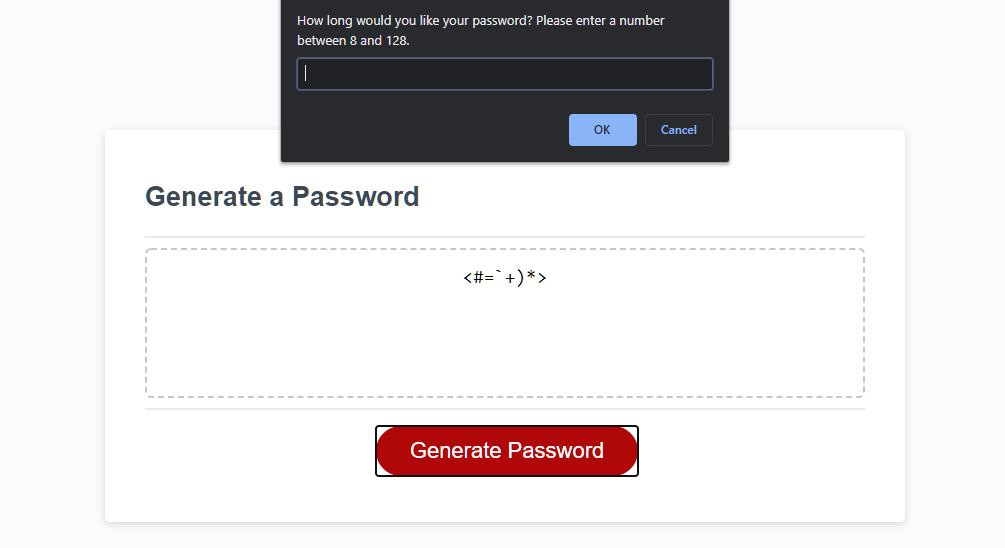 How long would you like your password? Please enter a number
between 8 and 128.
OK
Cancel
Generate a Password
<#=`+)*>
Generate Password